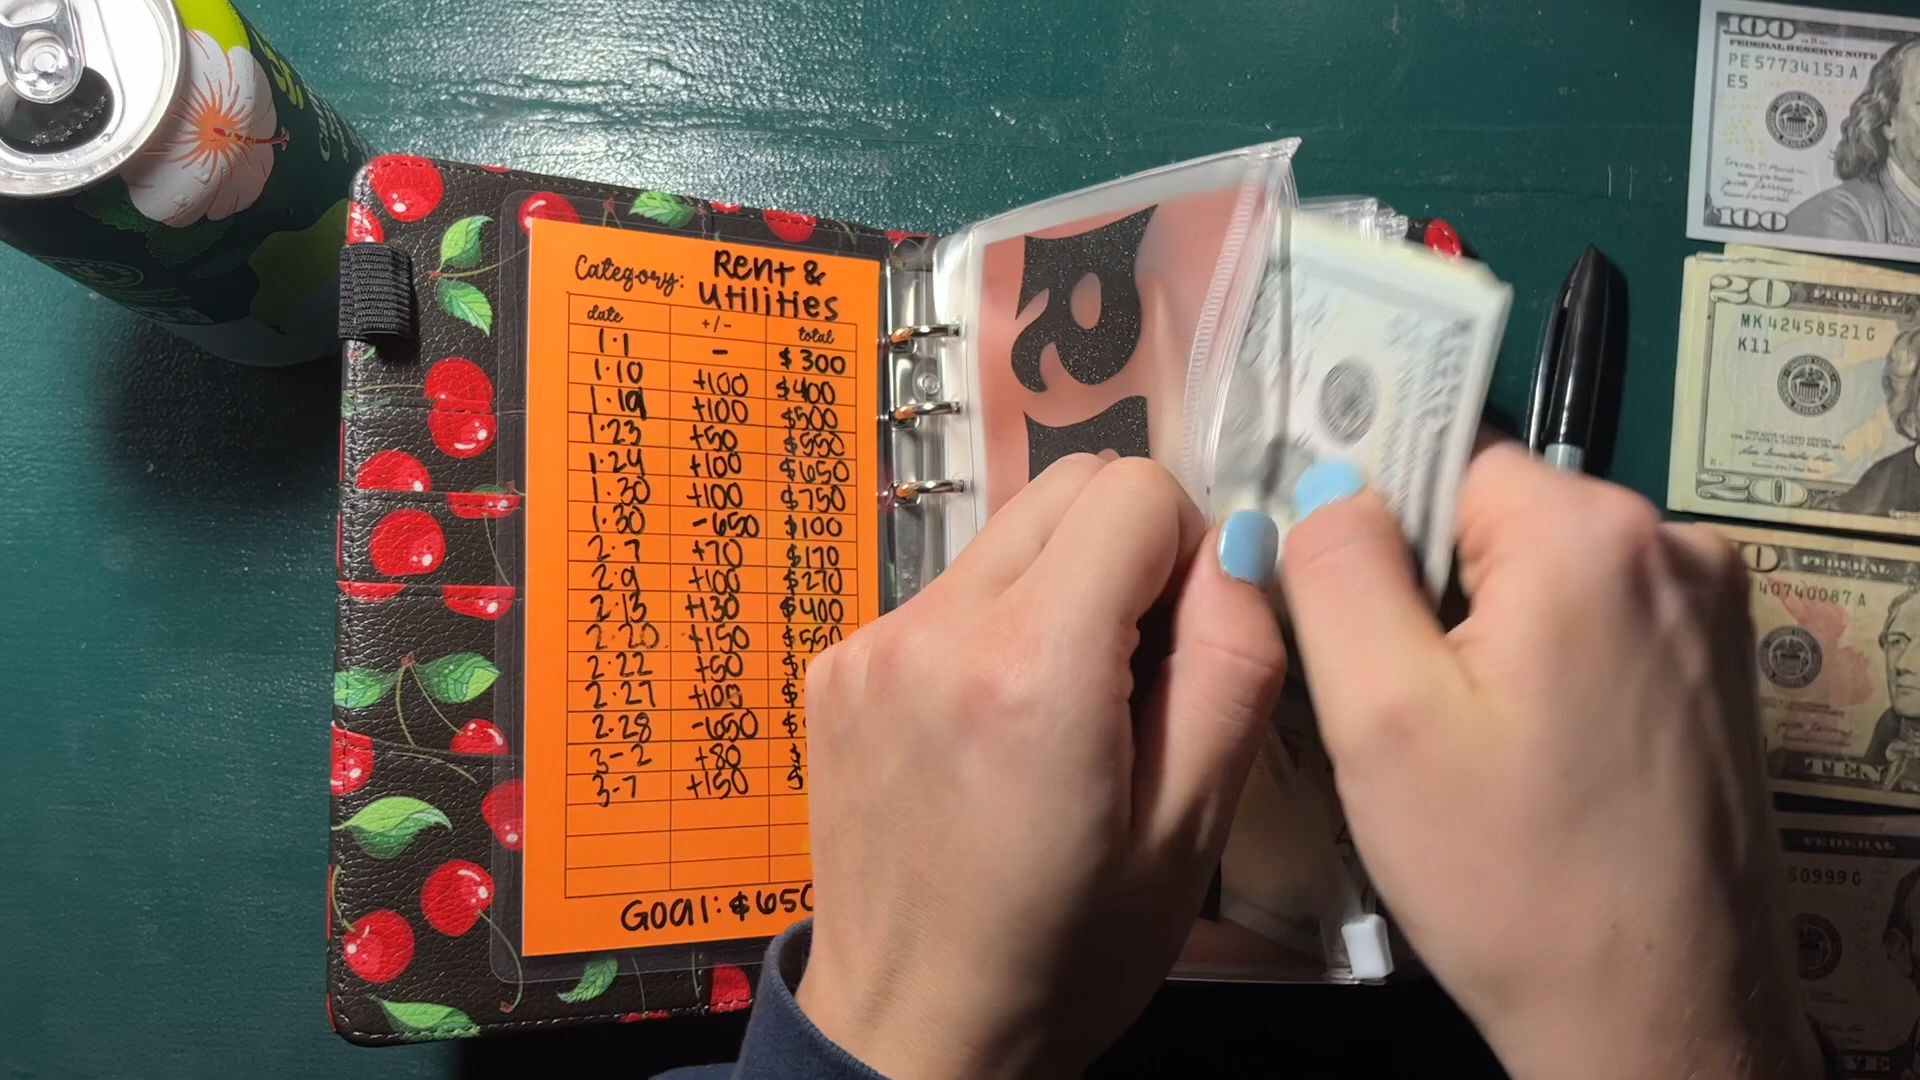 Category: Rent &
Utilities
date +/- total
1.1 - $300
1.10 +100 $400
1.19 +100 $500
1.23 +50 $550
1.24 +100 $650
1.30 +100 $750
1.30 -650 $100
2.7 +70 $170
2.9 +100 $270
2.13 +130 $400
2.20 +150 $550
2.22 +50 $
2.27 +100 $
2.28 -650 $
3-2 +80 $
3-7 +150 $
Goal: $650
100
FEDERAL RESERVE NOTE
PE 57734153 A
E5
100
20 FEDERAL
MK 42458521 G
K11
20
FEDERAL
40740087 A
TEN
FEDERAL
50999 G